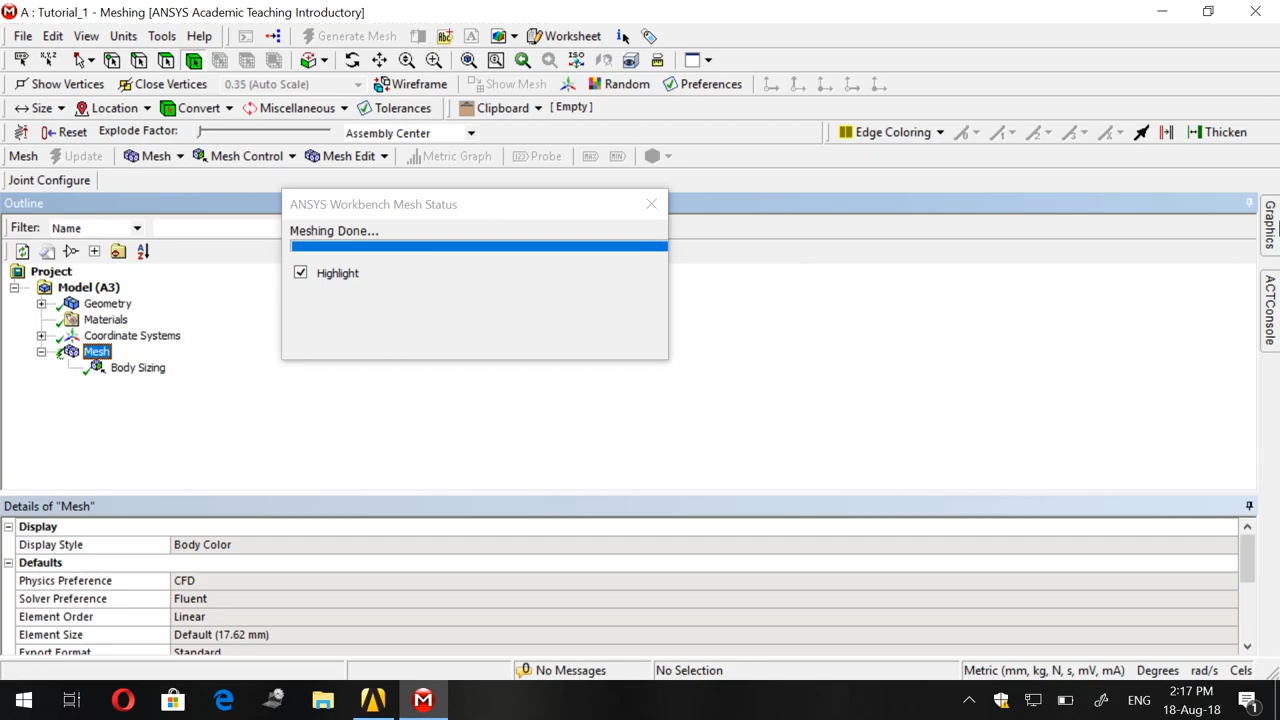 A : Tutorial_1 - Meshing [ANSYS Academic Teaching Introductory]
File Edit View Units Tools Help Generate Mesh Worksheet
Show Vertices Close Vertices 0.35 (Auto Scale) Wireframe Show Mesh Random Preferences
Size Location Convert Miscellaneous Tolerances Clipboard [ Empty ]
Reset Explode Factor: Assembly Center Edge Coloring Thicken
Mesh Update Mesh Mesh Control Mesh Edit Metric Graph Probe MAX MIN
Joint Configure
Outline
Filter: Name
Project
Model (A3)
Geometry
Materials
Coordinate Systems
Mesh
Body Sizing
ANSYS Workbench Mesh Status
Meshing Done...
Highlight
Graphics
ACTConsole
Details of "Mesh"
Display
Display Style Body Color
Defaults
Physics Preference CFD
Solver Preference Fluent
Element Order Linear
Element Size Default (17.62 mm)
Export Format Standard
0 No Messages No Selection Metric (mm, kg, N, s, mV, mA) Degrees rad/s Cels
ENG 2:17 PM
18-Aug-18 1